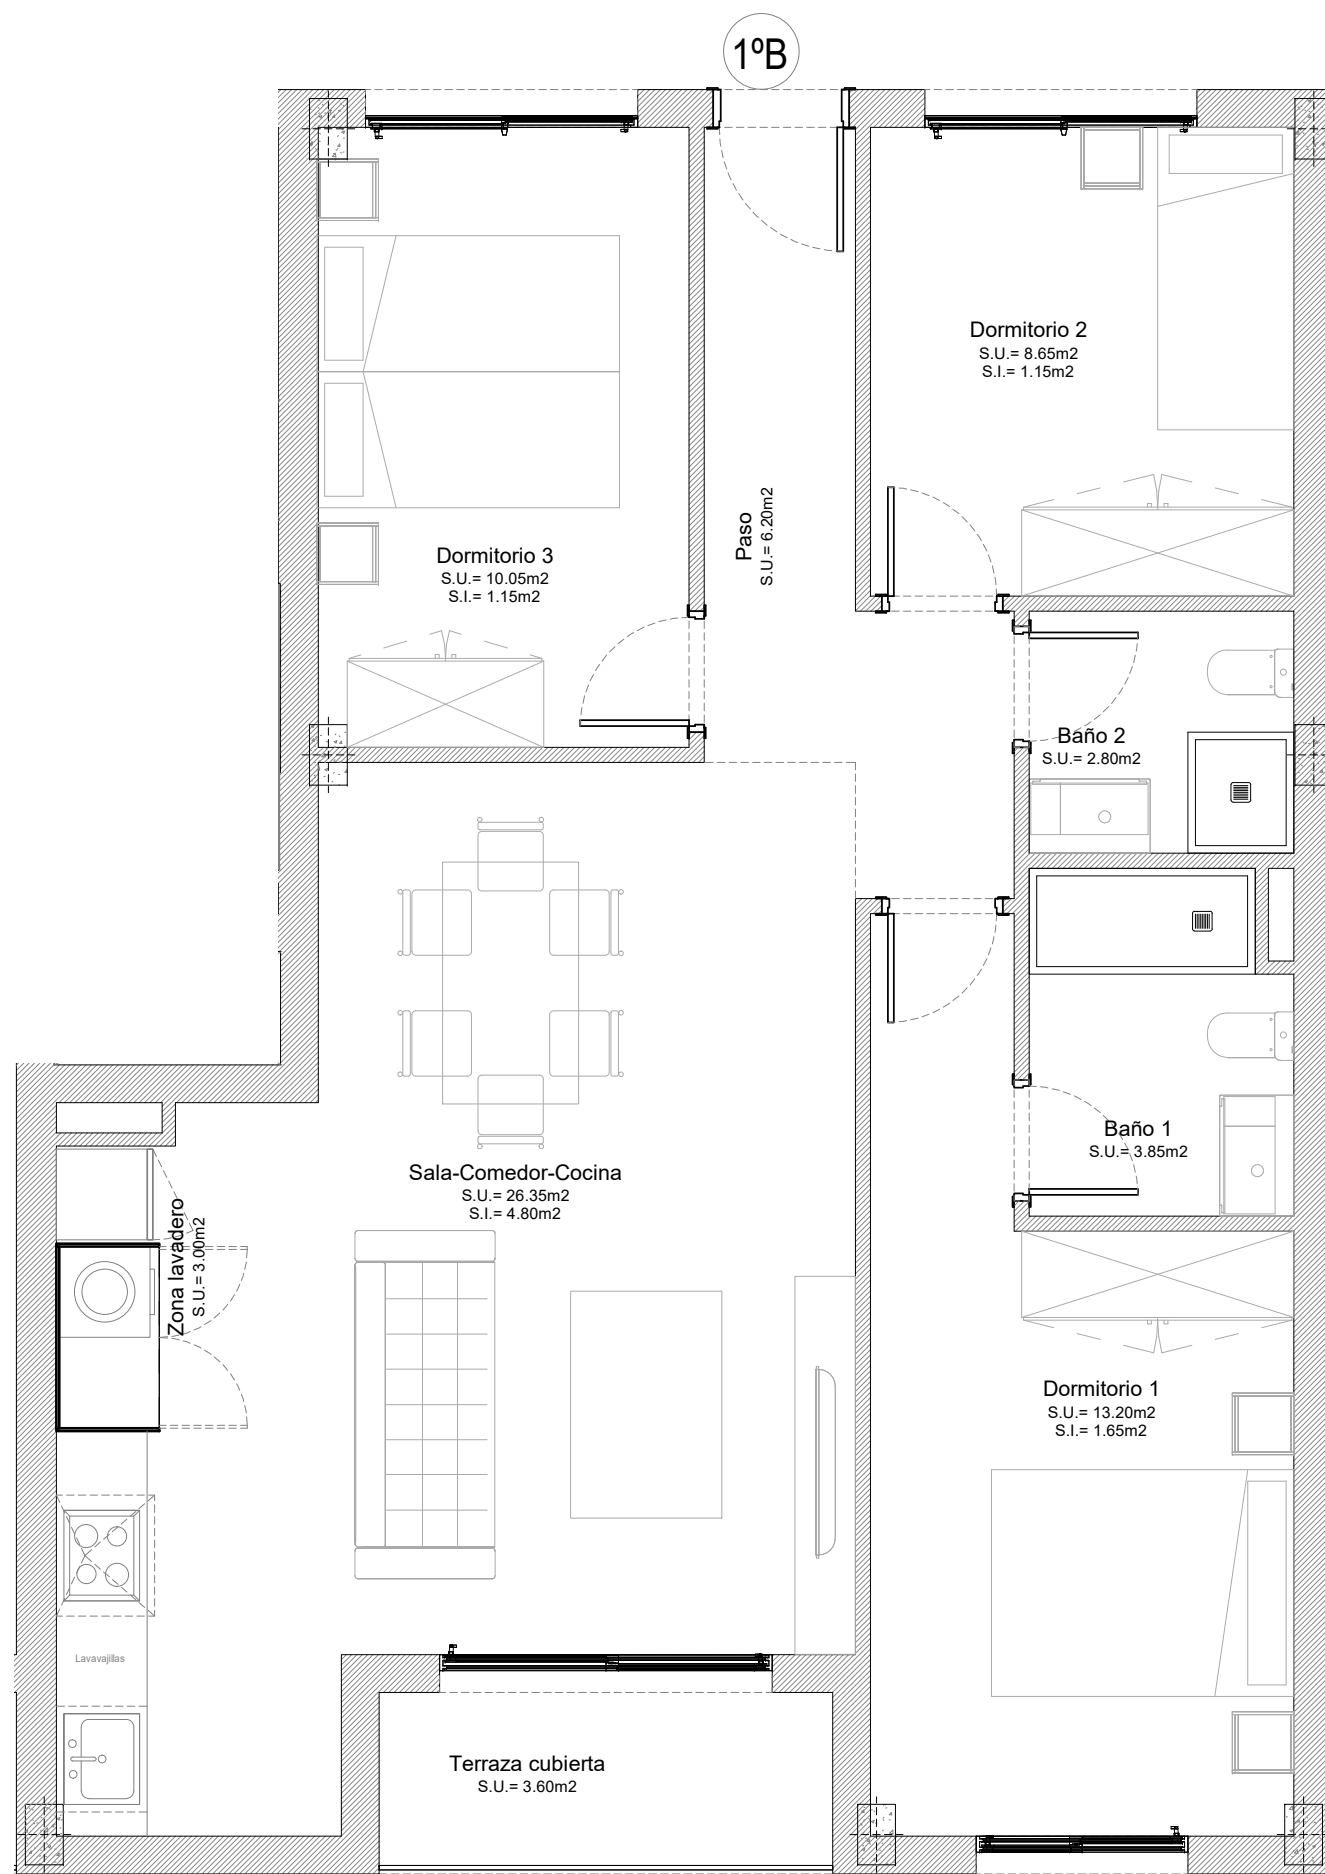 1ºB
Dormitorio 2
S.U.= 8.65m2
S.I.= 1.15m2
Paso
S.U.= 6.20m2
Dormitorio 3
S.U.= 10.05m2
S.I.= 1.15m2
Baño 2
S.U.= 2.80m2
Baño 1
S.U.= 3.85m2
Sala-Comedor-Cocina
S.U.= 26.35m2
S.I.= 4.80m2
Zona lavadero
S.U.= 3.00m2
Dormitorio 1
S.U.= 13.20m2
S.I.= 1.65m2
Lavavajillas
Terraza cubierta
S.U.= 3.60m2